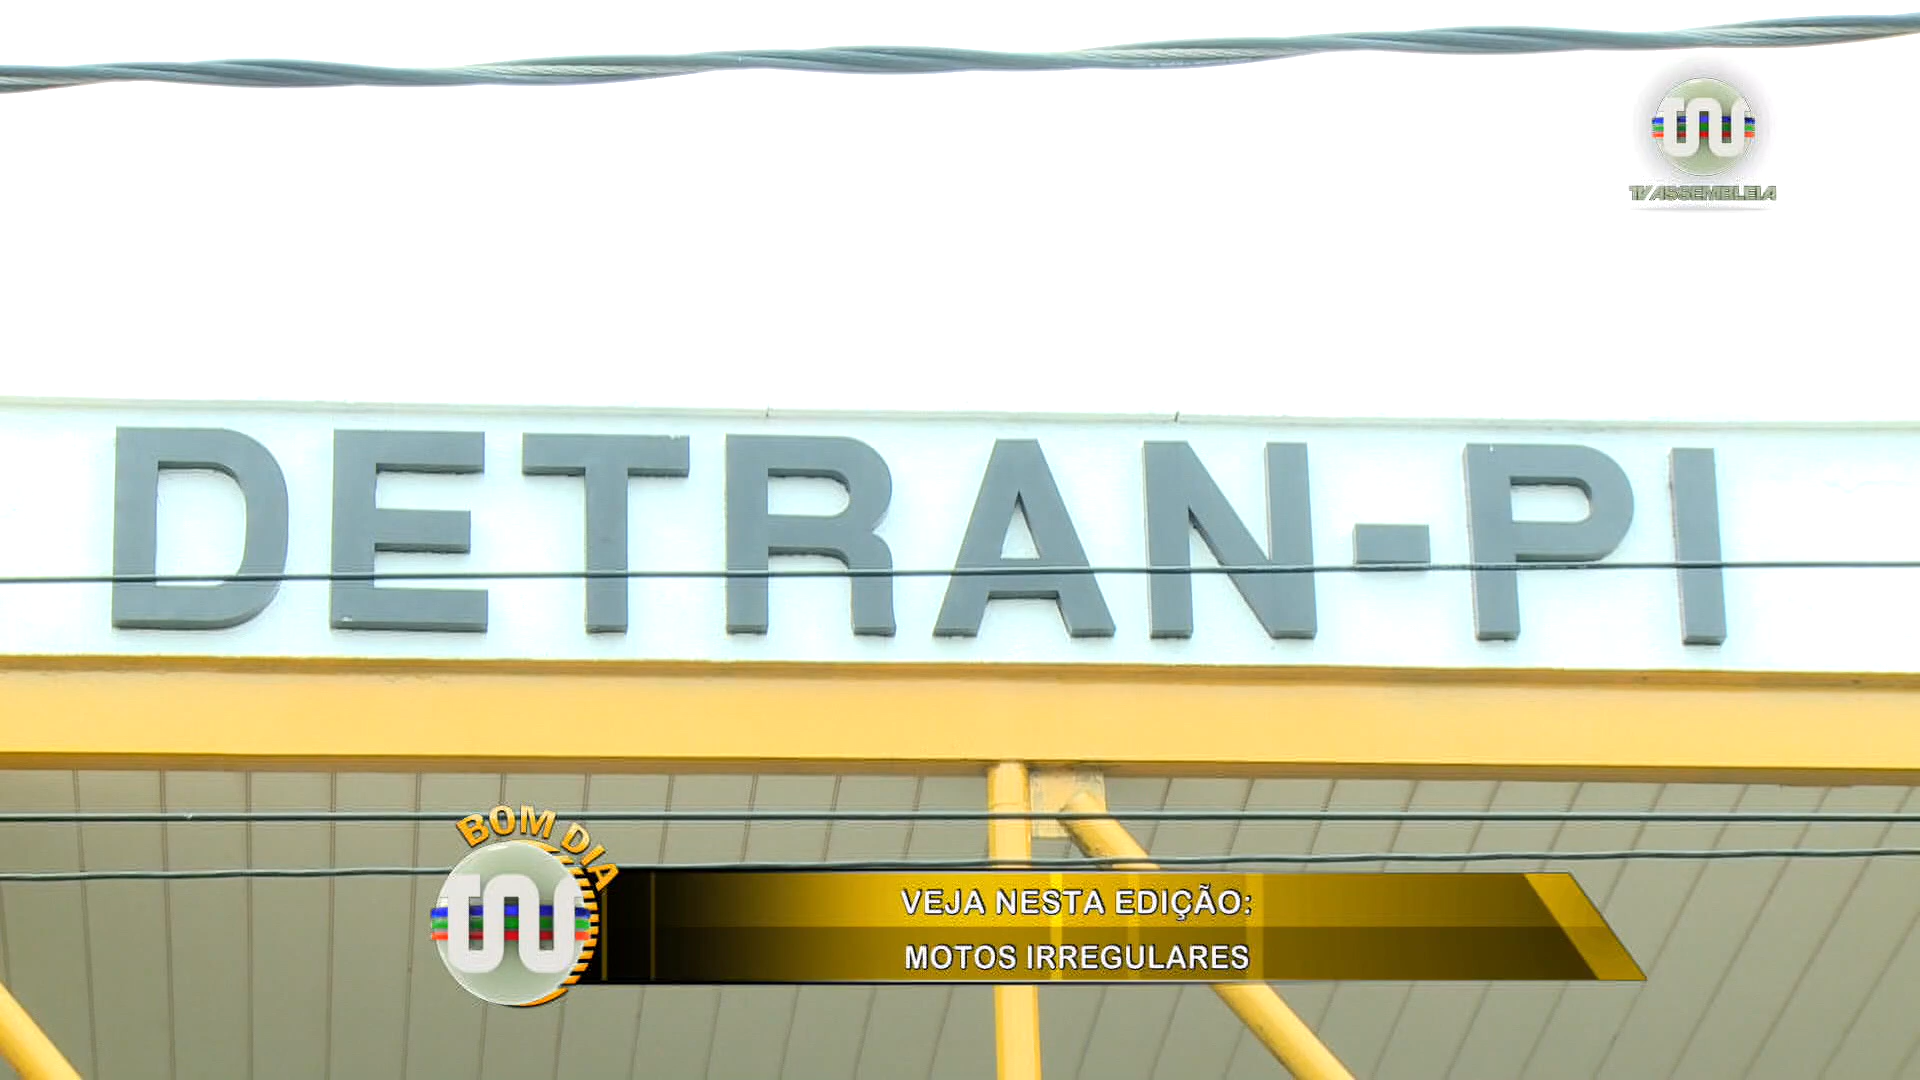 TV ASSEMBLEIA
DETRAN-PI
BOM DIA
VEJA NESTA EDIÇÃO:
MOTOS IRREGULARES